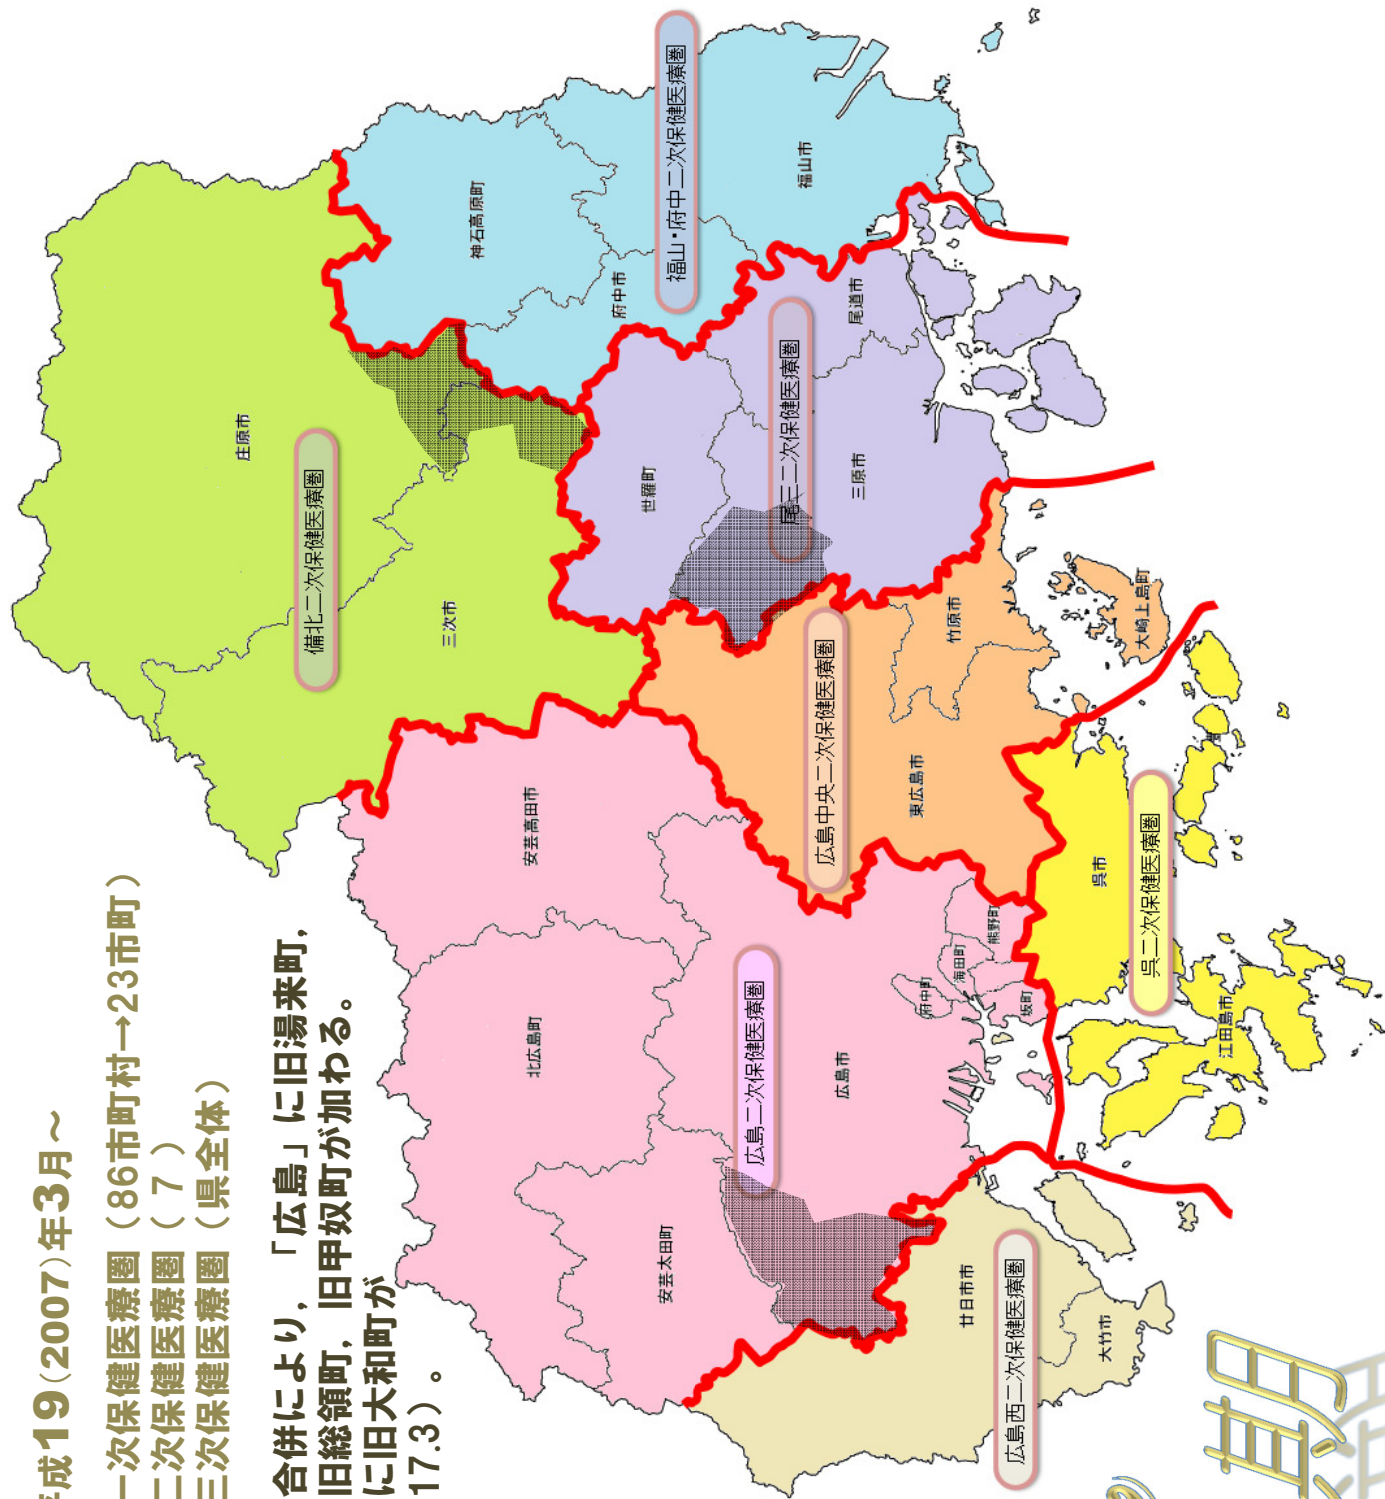 成19(2007)年3月～
一次保健医療圏（86市町村→23市町）
二次保健医療圏（ 7 ）
三次保健医療圏（県全体）
合併により，「広島」に旧湯来町，
旧総領町，旧甲奴町が加わる。
に旧大和町が
17.3）。
庄原市
備北二次保健医療圏
三次市
神石高原町
府中市
福山・府中二次保健医療圏
福山市
世羅町
尾道市
尾三二次保健医療圏
三原市
安芸高田市
北広島町
安芸太田町
広島二次保健医療圏
広島市
府中町
海田町
熊野町
坂町
広島中央二次保健医療圏
東広島市
竹原市
大崎上島町
呉市
呉二次保健医療圏
江田島市
廿日市市
広島西二次保健医療圏
大竹市
期